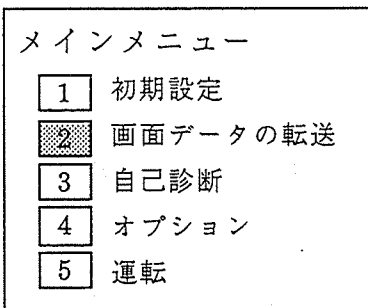 メインメニュー
1 初期設定
2 画面データの転送
3 自己診断
4 オプション
5 運転